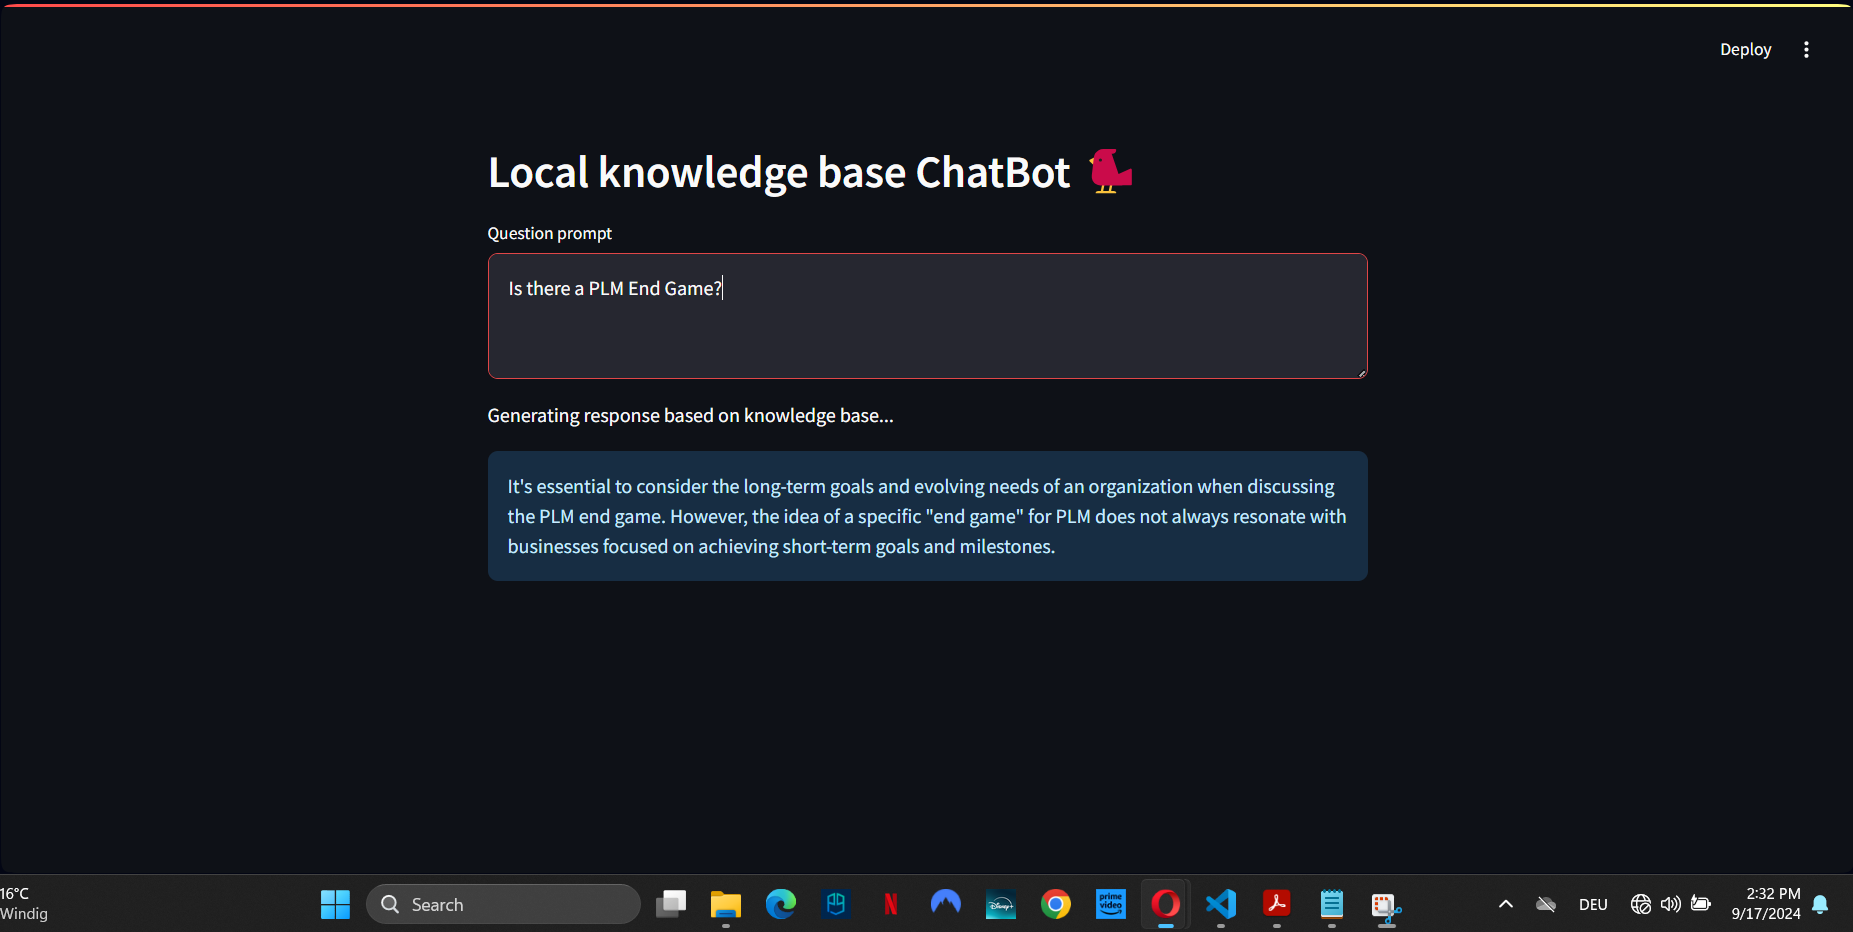 Deploy
Local knowledge base ChatBot
Question prompt
Is there a PLM End Game?
Generating response based on knowledge base...
It's essential to consider the long-term goals and evolving needs of an organization when discussing
the PLM end game. However, the idea of a specific "end game" for PLM does not always resonate with
businesses focused on achieving short-term goals and milestones.
16°C
Windig
Search
N
Disney+
prime
video
DEU
2:32 PM
9/17/2024